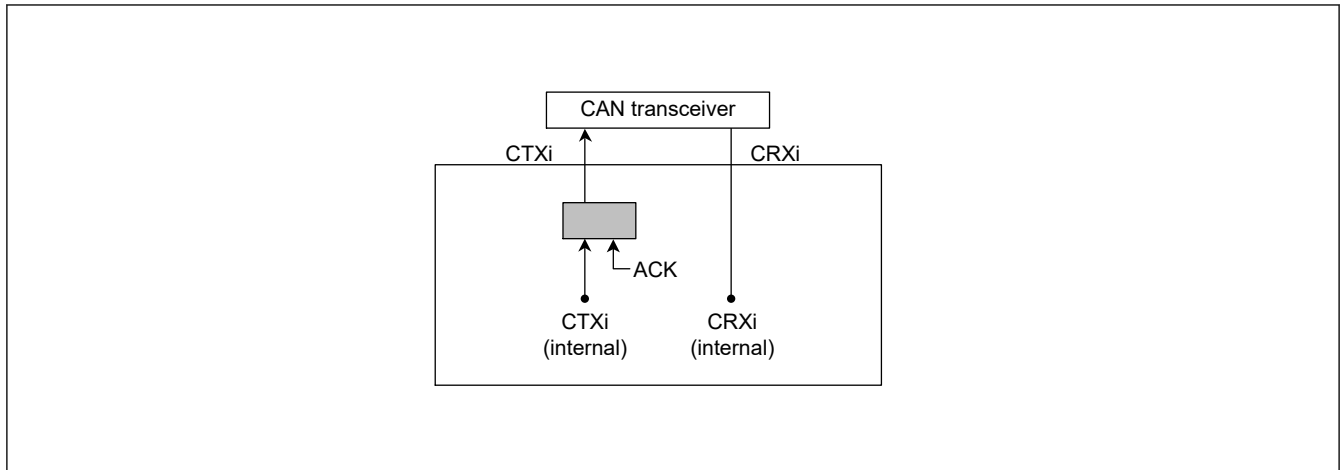 CAN transceiver
CTXi
CRXi
ACK
CTXi
(internal)
CRXi
(internal)